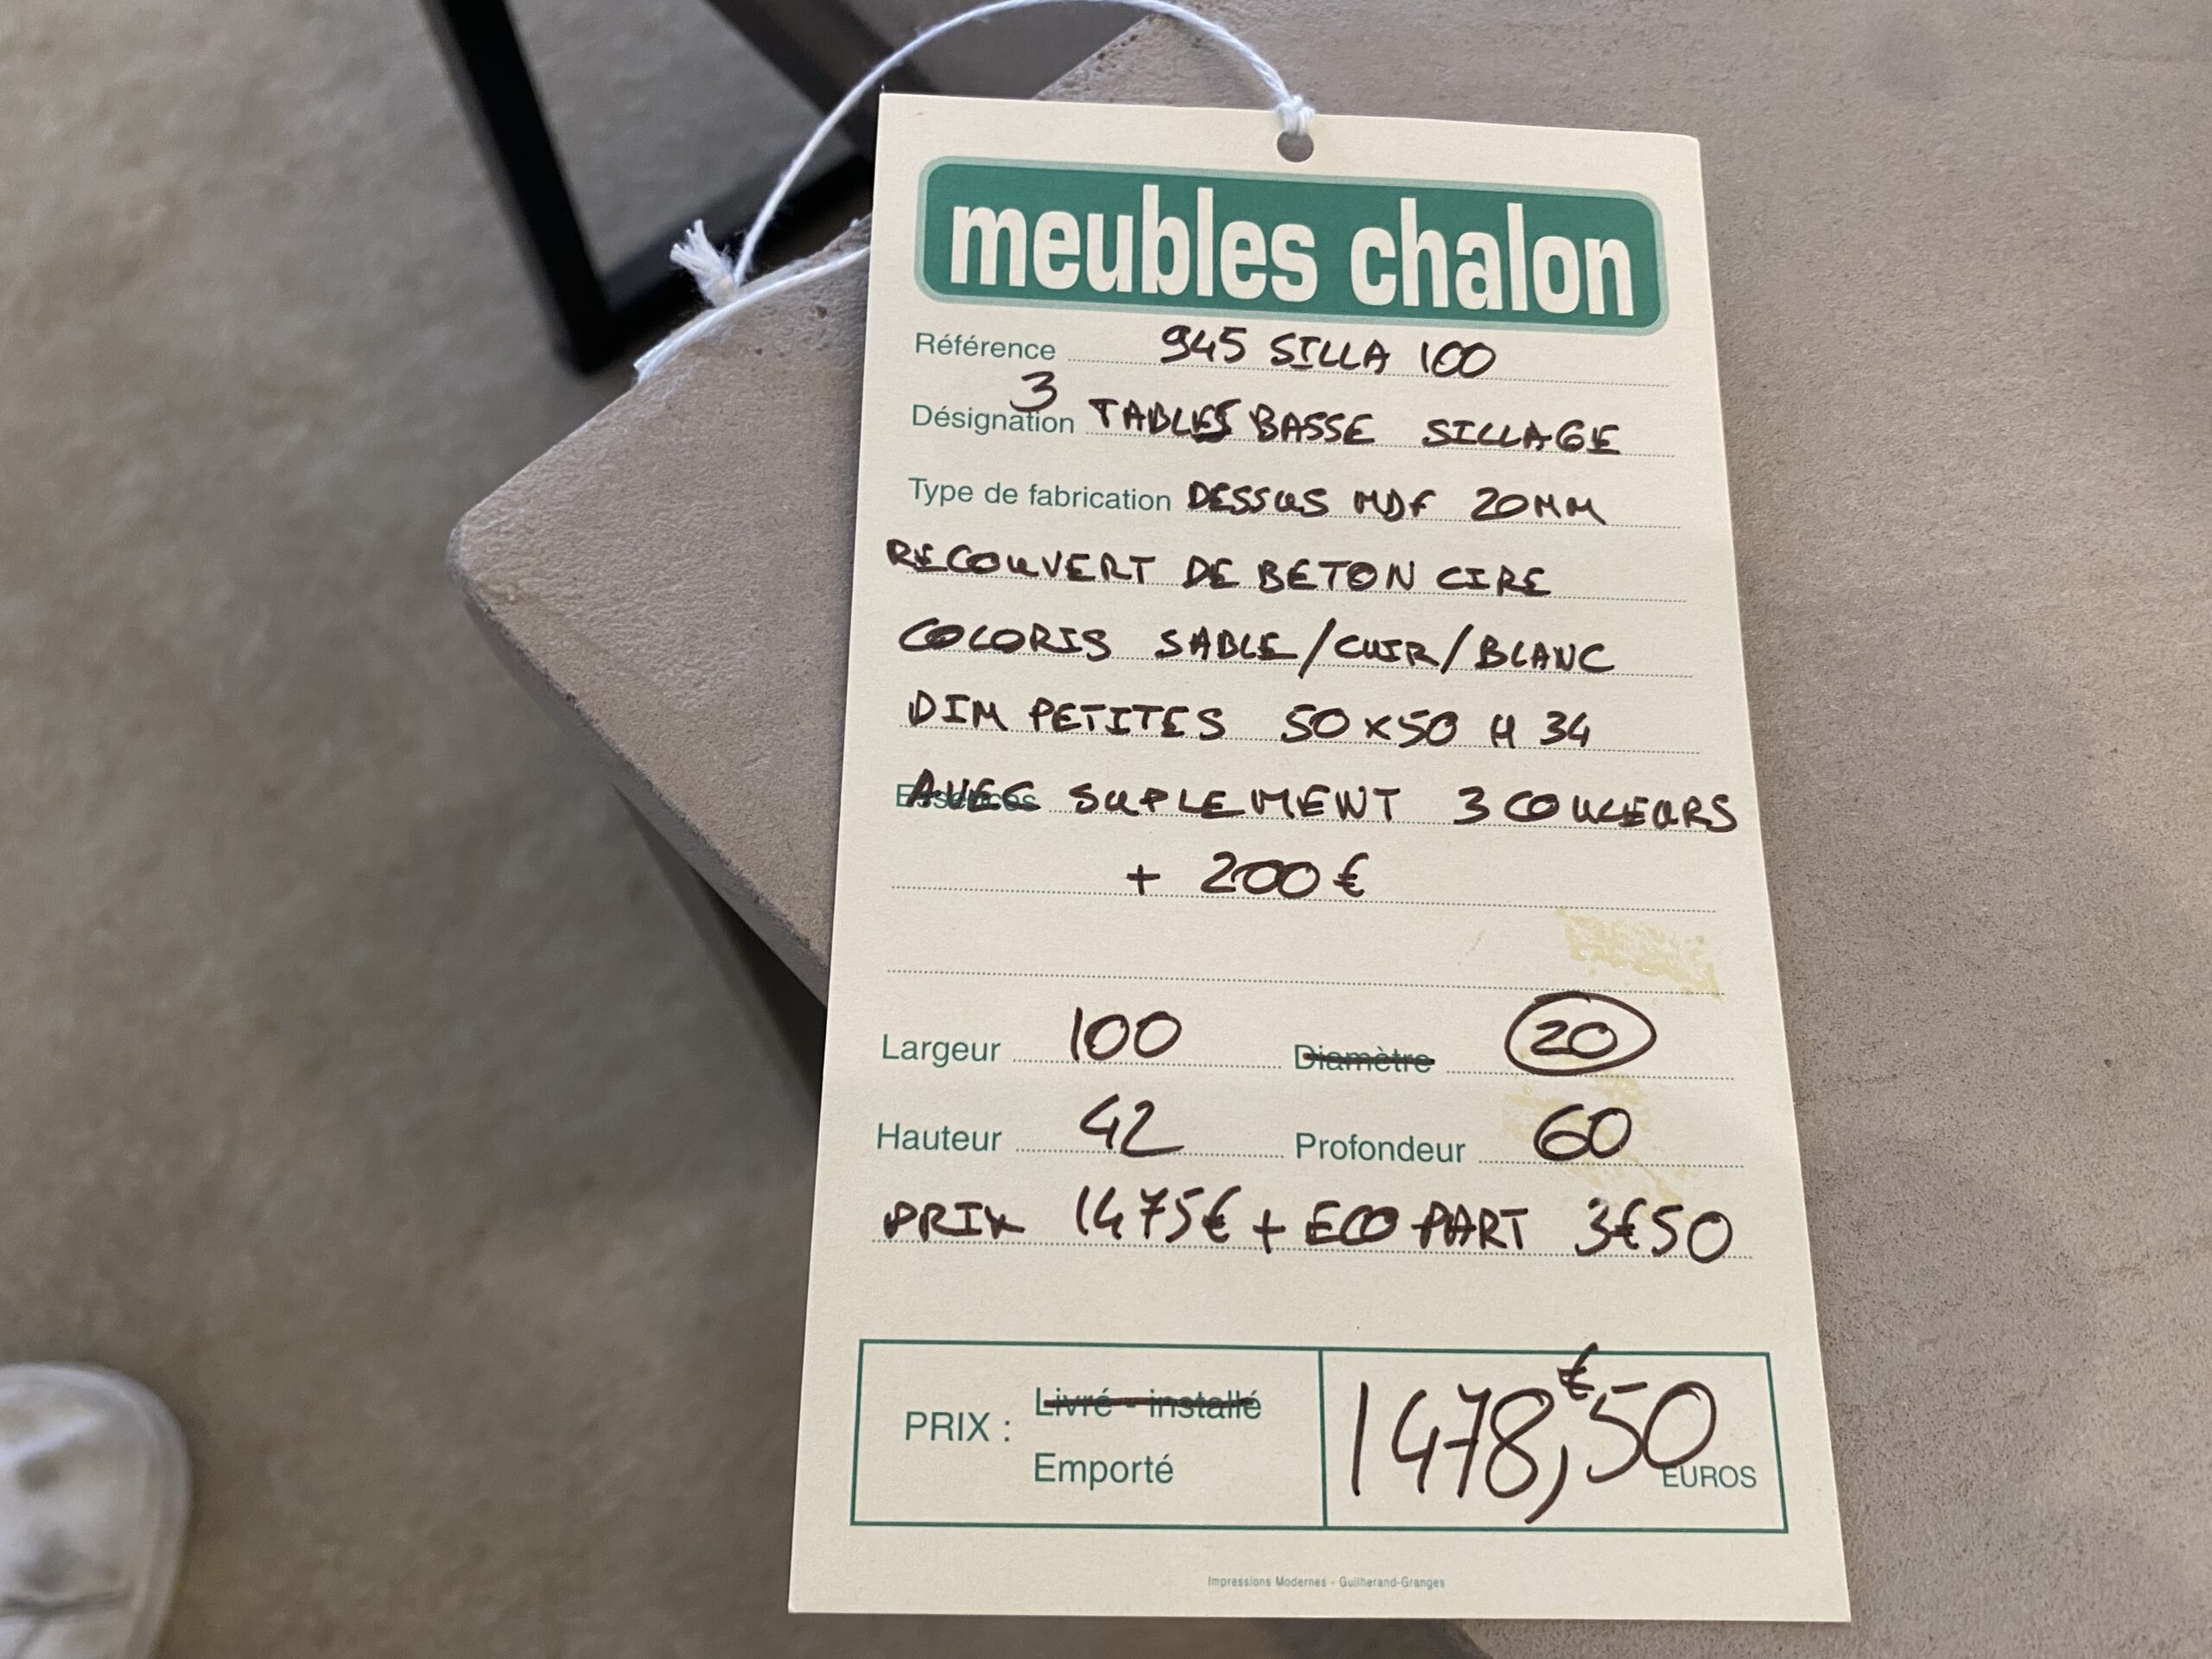 meubles chalon
Référence 945 SILLA 100
3
Désignation TABLES BASSE SILLAGE
Type de fabrication DESSUS MDF 20MM
RECOUVERT DE BETON CIRE
COLORIS SABLE/CUIR/BLANC
DIM PETITES 50x50 H 34
Essences AVEC SUPLEMENT 3 COULEURS
+ 200€
Largeur 100 Diamètre 20
Hauteur 42 Profondeur 60
PRIX 1475€ + ECO PART 3€50
PRIX : Livré - installé
Emporté
1478,€50 EUROS
Impressions Modernes - Guilherand-Granges